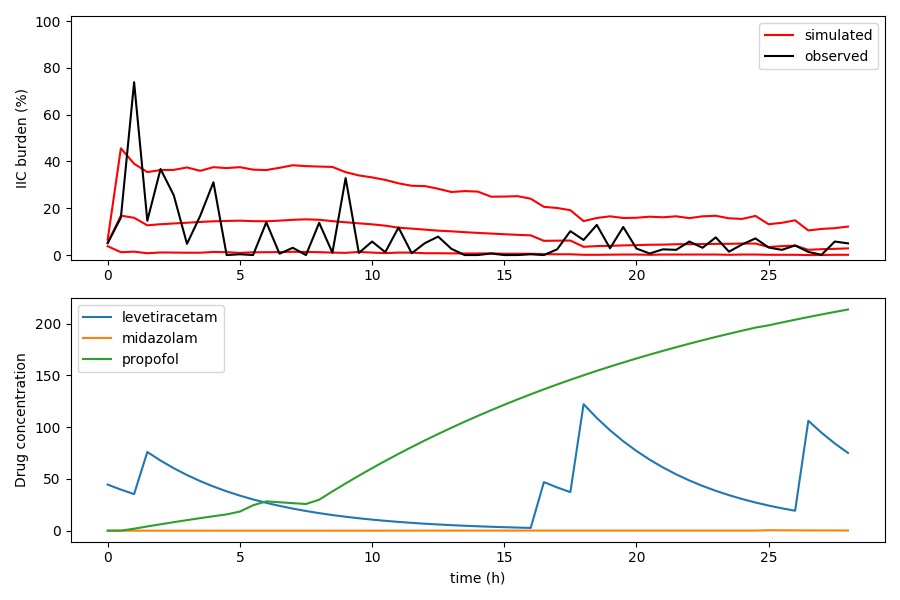 IIC burden (%)
100
80
60
40
20
0
simulated
observed
0
5
10
15
20
25
Drug concentration
200
150
100
50
0
levetiracetam
midazolam
propofol
0
5
10
15
20
25
time (h)